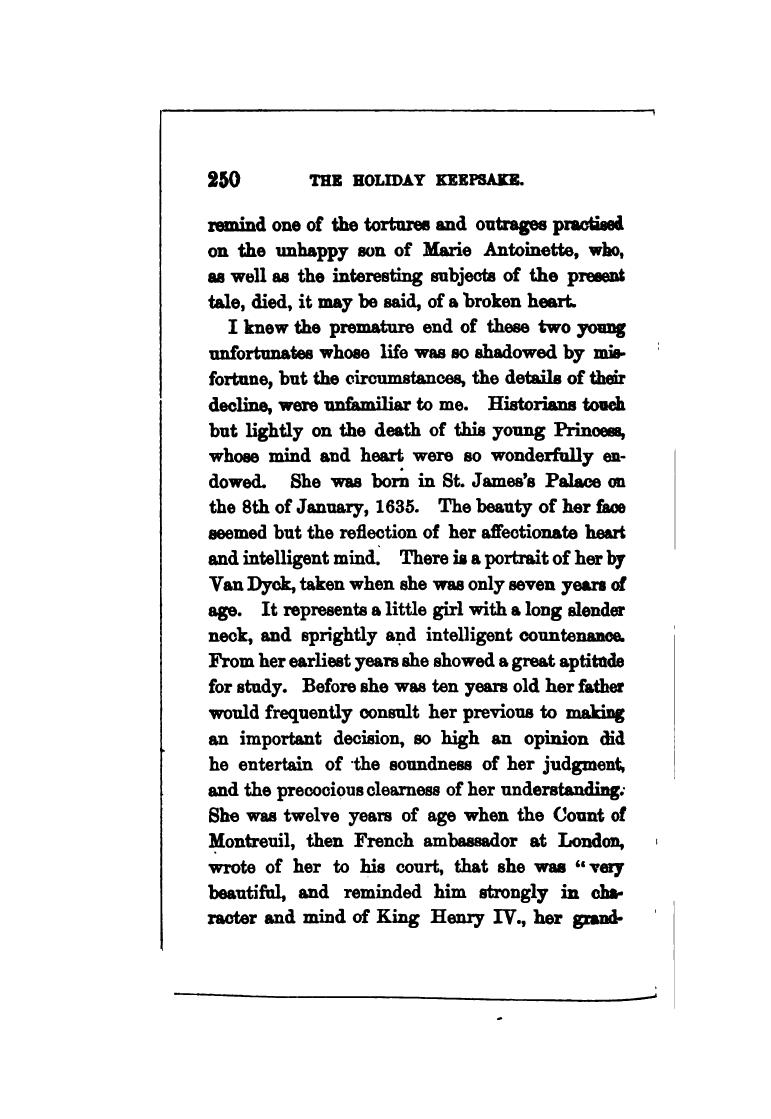 250 THE HOLIDAY KEEPSAKE.
remind one of the tortures and outrages practised
on the unhappy son of Marie Antoinette, who,
as well as the interesting subjects of the present
tale, died, it may be said, of a broken heart.
I knew the premature end of these two young
unfortunates whose life was so shadowed by mis-
fortune, but the circumstances, the details of their
decline, were unfamiliar to me. Historians touch
but lightly on the death of this young Princess,
whose mind and heart were so wonderfully en-
dowed. She was born in St. James's Palace on
the 8th of January, 1635. The beauty of her face
seemed but the reflection of her affectionate heart
and intelligent mind. There is a portrait of her by
Van Dyck, taken when she was only seven years of
age. It represents a little girl with a long slender
neck, and sprightly and intelligent countenance.
From her earliest years she showed a great aptitude
for study. Before she was ten years old her father
would frequently consult her previous to making
an important decision, so high an opinion did
he entertain of the soundness of her judgment,
and the precocious clearness of her understanding.
She was twelve years of age when the Count of
Montreuil, then French ambassador at London,
wrote of her to his court, that she was "very
beautiful, and reminded him strongly in cha-
racter and mind of King Henry IV., her grand-